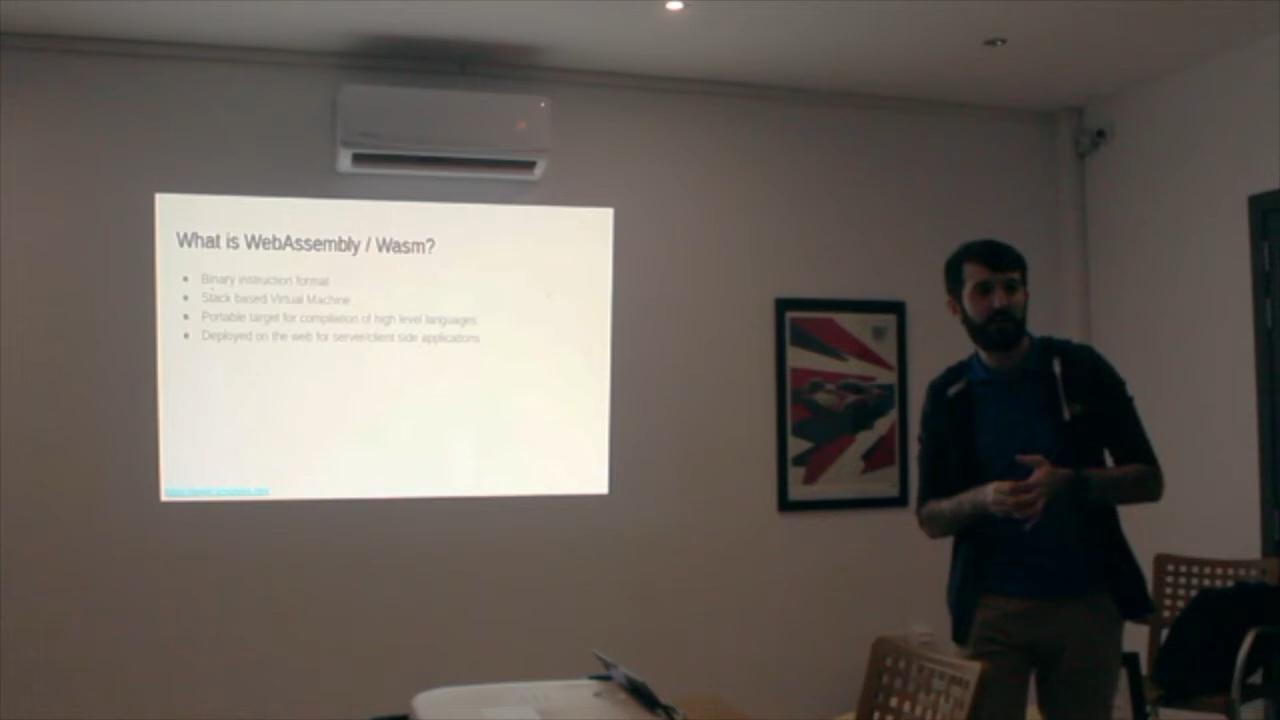 What is WebAssembly / Wasm?
Binary instruction format
Stack based Virtual Machine
Portable target for compilation of high level languages
Deployed on the web for server/client side applications